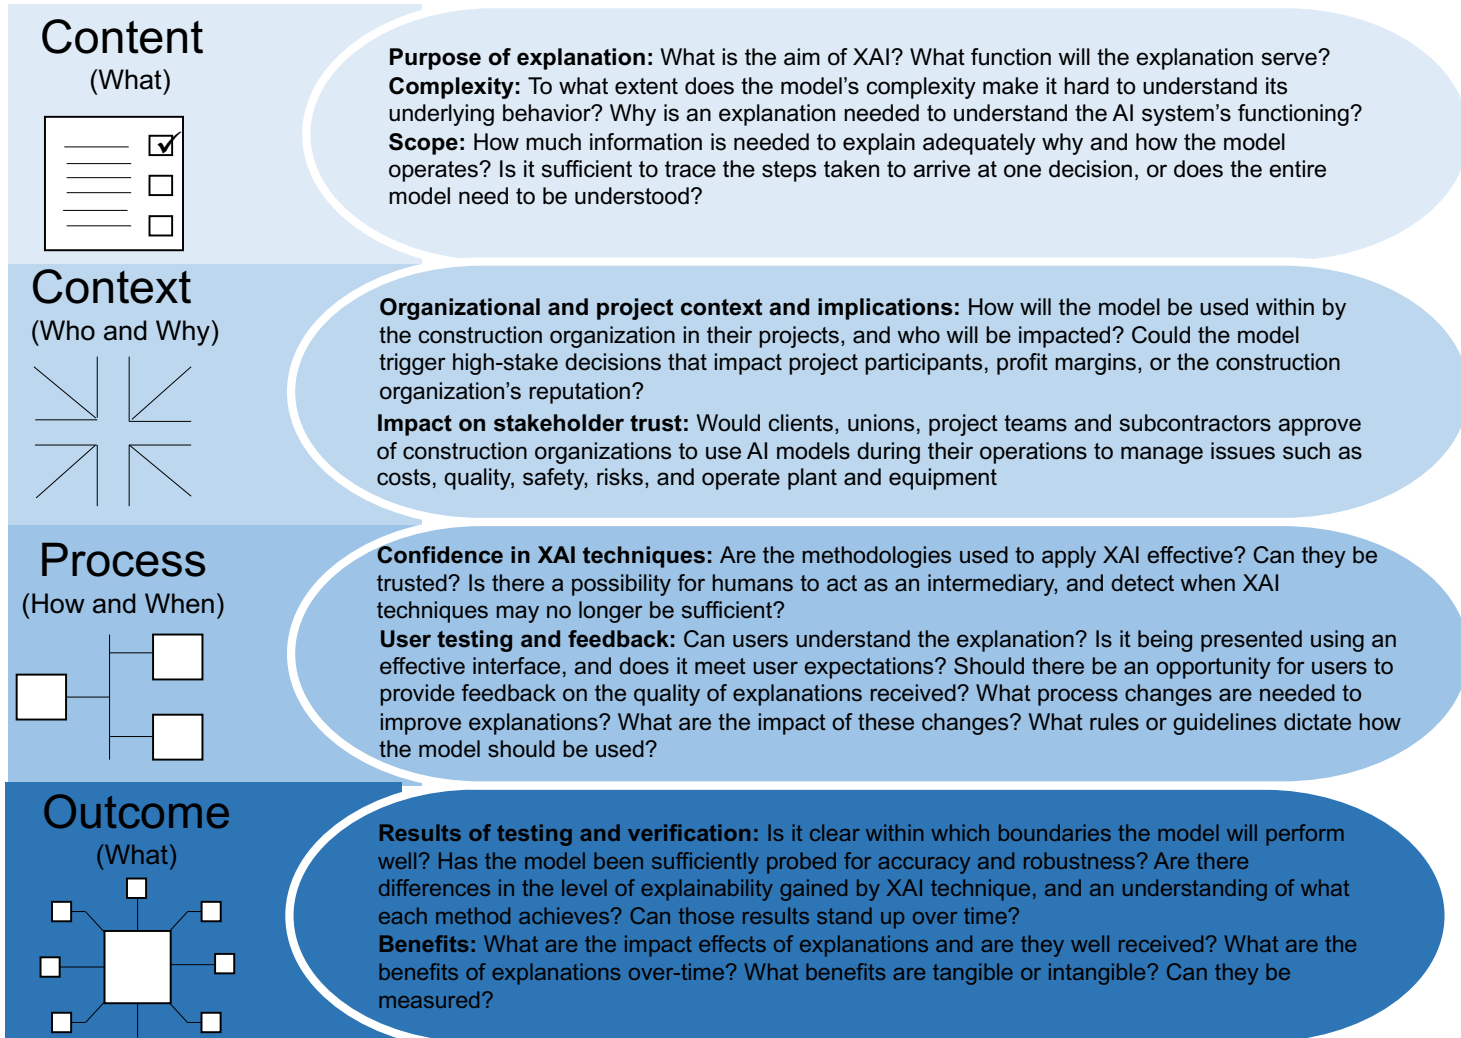 Content
(What)
Purpose of explanation: What is the aim of XAI? What function will the explanation serve?
Complexity: To what extent does the model's complexity make it hard to understand its
underlying behavior? Why is an explanation needed to understand the AI system's functioning?
Scope: How much information is needed to explain adequately why and how the model
operates? Is it sufficient to trace the steps taken to arrive at one decision, or does the entire
model need to be understood?
Context
(Who and Why)
Organizational and project context and implications: How will the model be used within by
the construction organization in their projects, and who will be impacted? Could the model
trigger high-stake decisions that impact project participants, profit margins, or the construction
organization's reputation?
Impact on stakeholder trust: Would clients, unions, project teams and subcontractors approve
of construction organizations to use AI models during their operations to manage issues such as
costs, quality, safety, risks, and operate plant and equipment
Process
(How and When)
Confidence in XAI techniques: Are the methodologies used to apply XAI effective? Can they be
trusted? Is there a possibility for humans to act as an intermediary, and detect when XAI
techniques may no longer be sufficient?
User testing and feedback: Can users understand the explanation? Is it being presented using an
effective interface, and does it meet user expectations? Should there be an opportunity for users to
provide feedback on the quality of explanations received? What process changes are needed to
improve explanations? What are the impact of these changes? What rules or guidelines dictate how
the model should be used?
Outcome
(What)
Results of testing and verification: Is it clear within which boundaries the model will perform
well? Has the model been sufficiently probed for accuracy and robustness? Are there
differences in the level of explainability gained by XAI technique, and an understanding of what
each method achieves? Can those results stand up over time?
Benefits: What are the impact effects of explanations and are they well received? What are the
benefits of explanations over-time? What benefits are tangible or intangible? Can they be
measured?